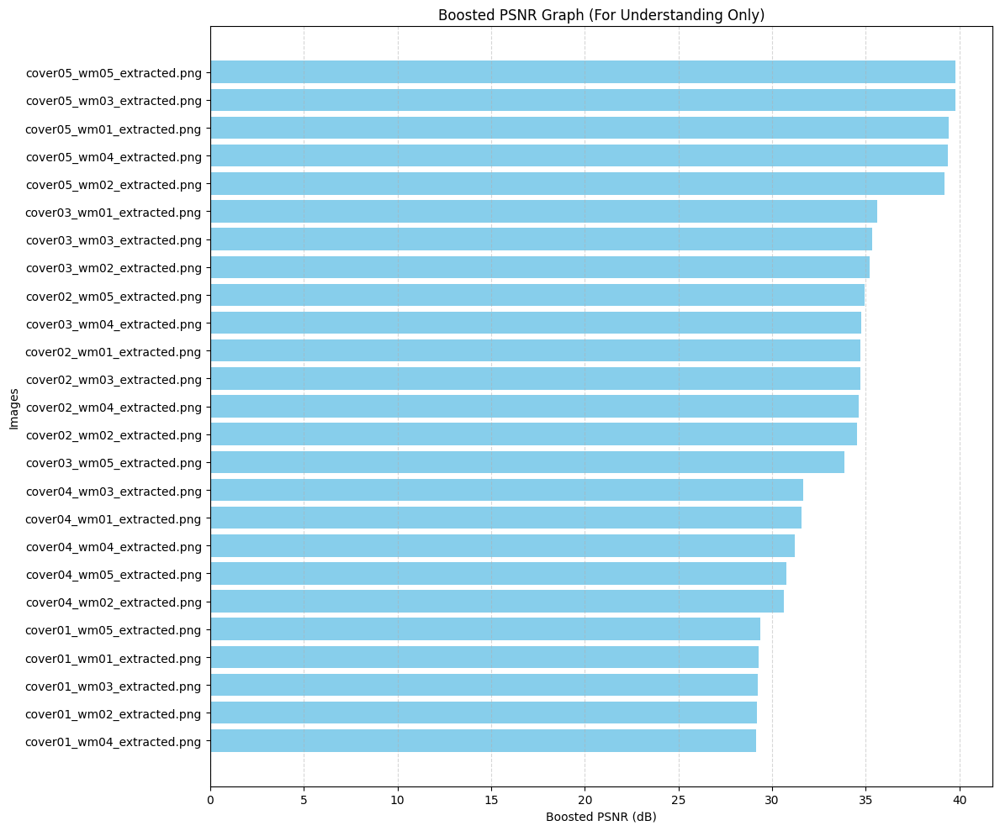 Boosted PSNR Graph (For Understanding Only)
Images
cover05_wm05_extracted.png
cover05_wm03_extracted.png
cover05_wm01_extracted.png
cover05_wm04_extracted.png
cover05_wm02_extracted.png
cover03_wm01_extracted.png
cover03_wm03_extracted.png
cover03_wm02_extracted.png
cover02_wm05_extracted.png
cover03_wm04_extracted.png
cover02_wm01_extracted.png
cover02_wm03_extracted.png
cover02_wm04_extracted.png
cover02_wm02_extracted.png
cover03_wm05_extracted.png
cover04_wm03_extracted.png
cover04_wm01_extracted.png
cover04_wm04_extracted.png
cover04_wm05_extracted.png
cover04_wm02_extracted.png
cover01_wm05_extracted.png
cover01_wm01_extracted.png
cover01_wm03_extracted.png
cover01_wm02_extracted.png
cover01_wm04_extracted.png
0 5 10 15 20 25 30 35 40
Boosted PSNR (dB)